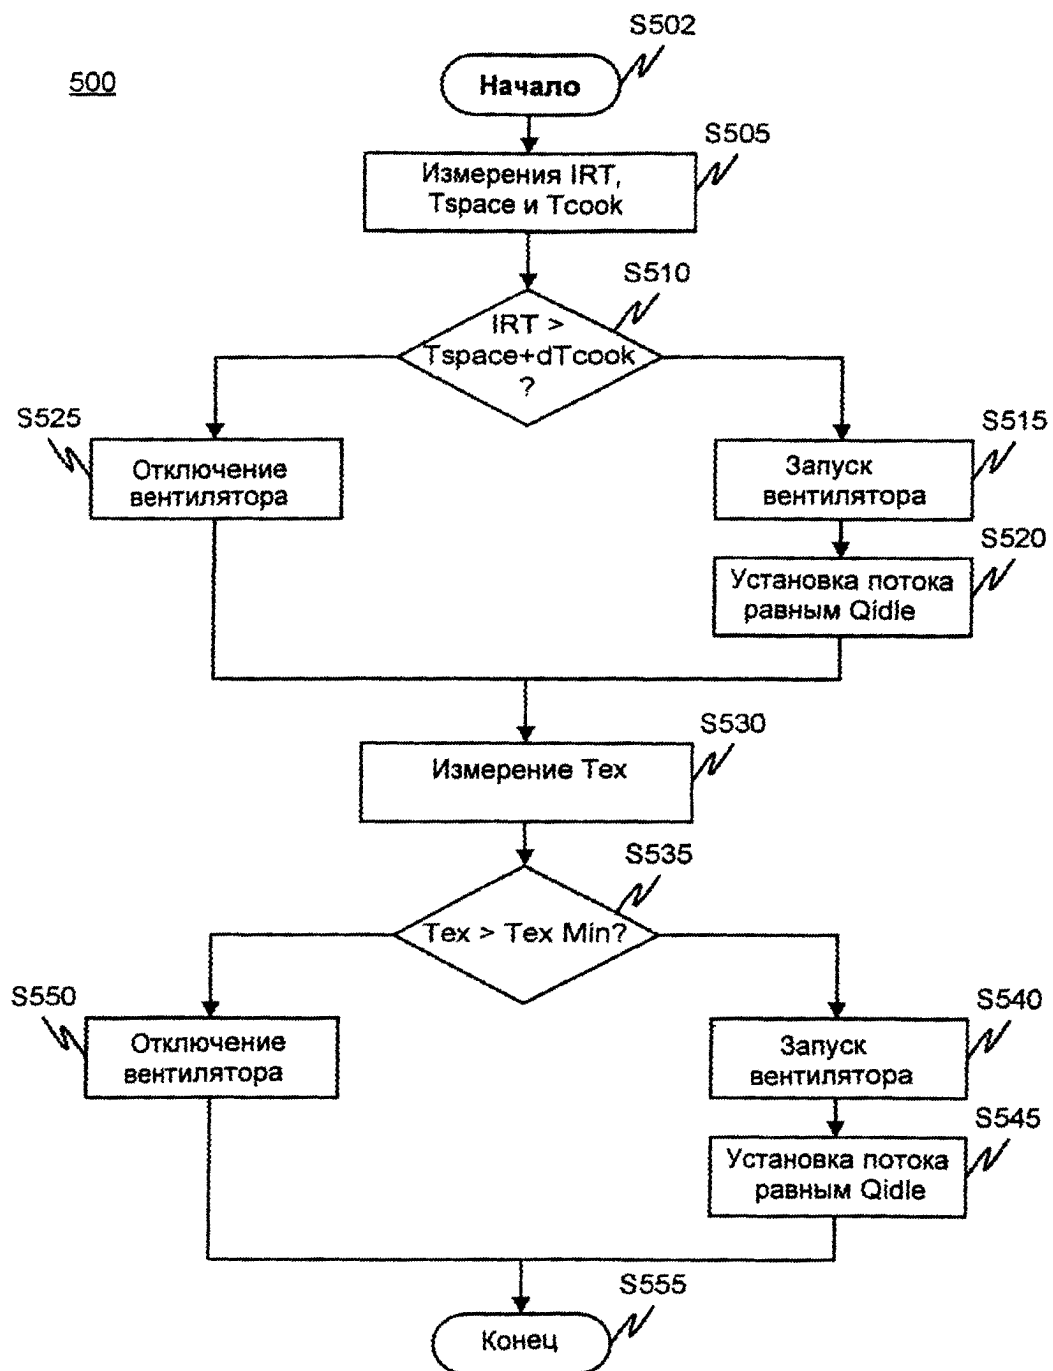 S502
500
Начало
S505
Измерения IRT,
Tspace и Tcook
S510
IRT >
Tspace+dTcook
?
S525
Отключение
вентилятора
S515
Запуск
вентилятора
S520
Установка потока
равным Qidle
S530
Измерение Tex
S535
Tex > Tex Min?
S550
Отключение
вентилятора
S540
Запуск
вентилятора
S545
Установка потока
равным Qidle
S555
Конец